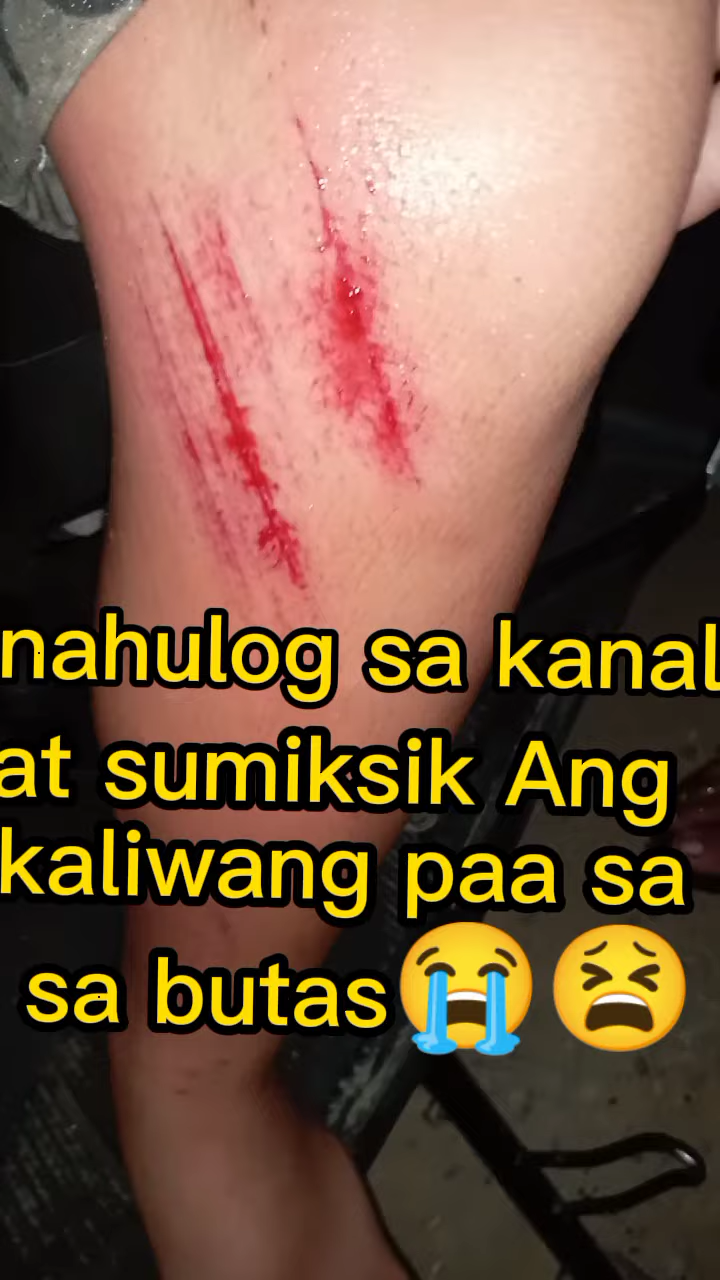 nahulog sa kanal
at sumiksik Ang
kaliwang paa sa
sa butas😭😫